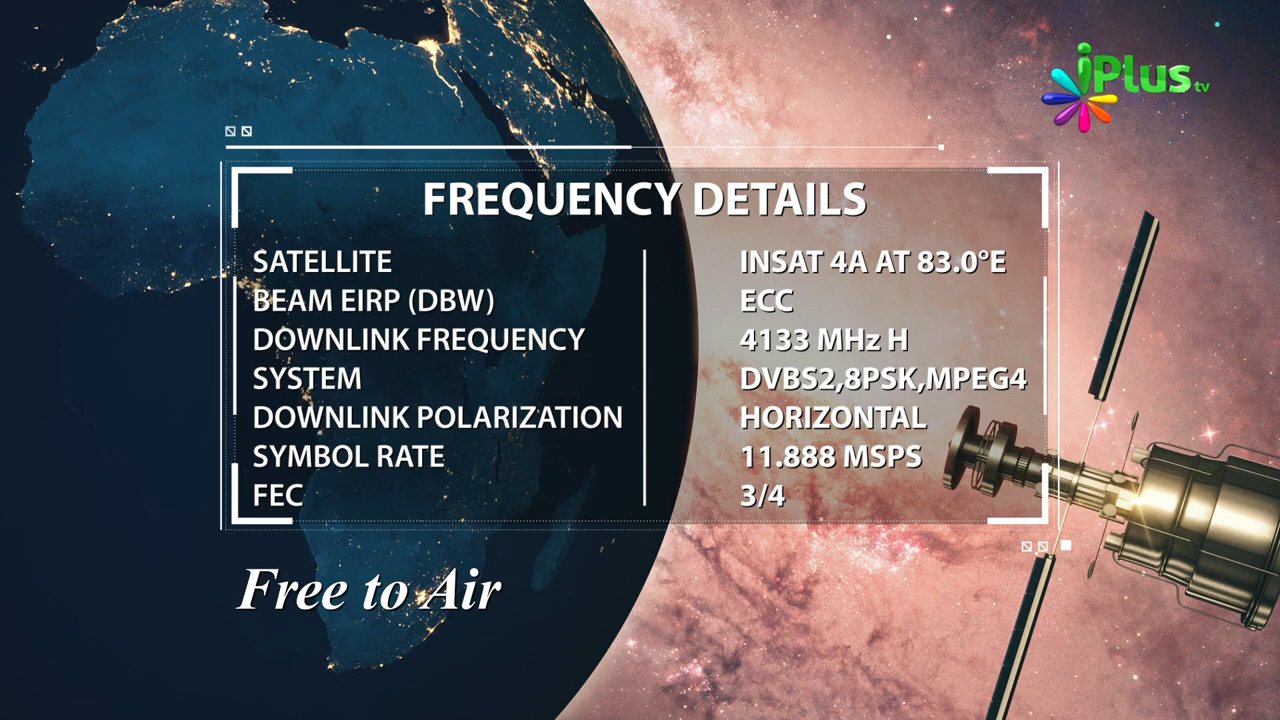 iPlus tv
FREQUENCY DETAILS
SATELLITE INSAT 4A AT 83.0°E
BEAM EIRP (DBW) ECC
DOWNLINK FREQUENCY 4133 MHz H
SYSTEM DVBS2,8PSK,MPEG4
DOWNLINK POLARIZATION HORIZONTAL
SYMBOL RATE 11.888 MSPS
FEC 3/4
Free to Air